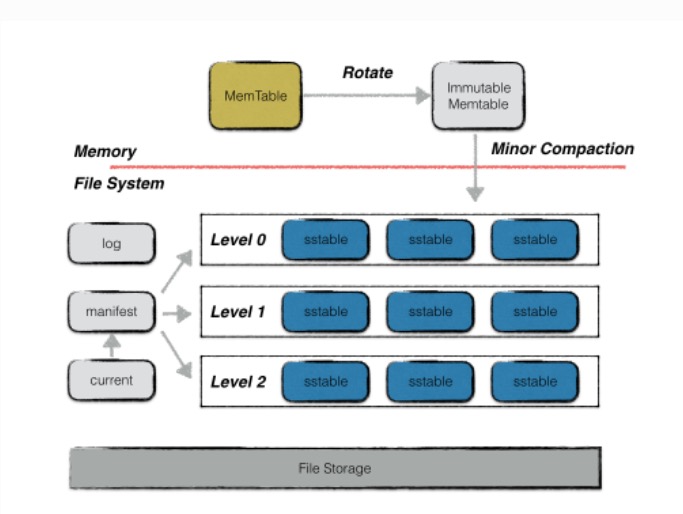 Rotate
MemTable
Immutable
Memtable
Memory
Minor Compaction
File System
log
Level 0
sstable
sstable
sstable
manifest
Level 1
sstable
sstable
sstable
current
Level 2
sstable
sstable
sstable
File Storage